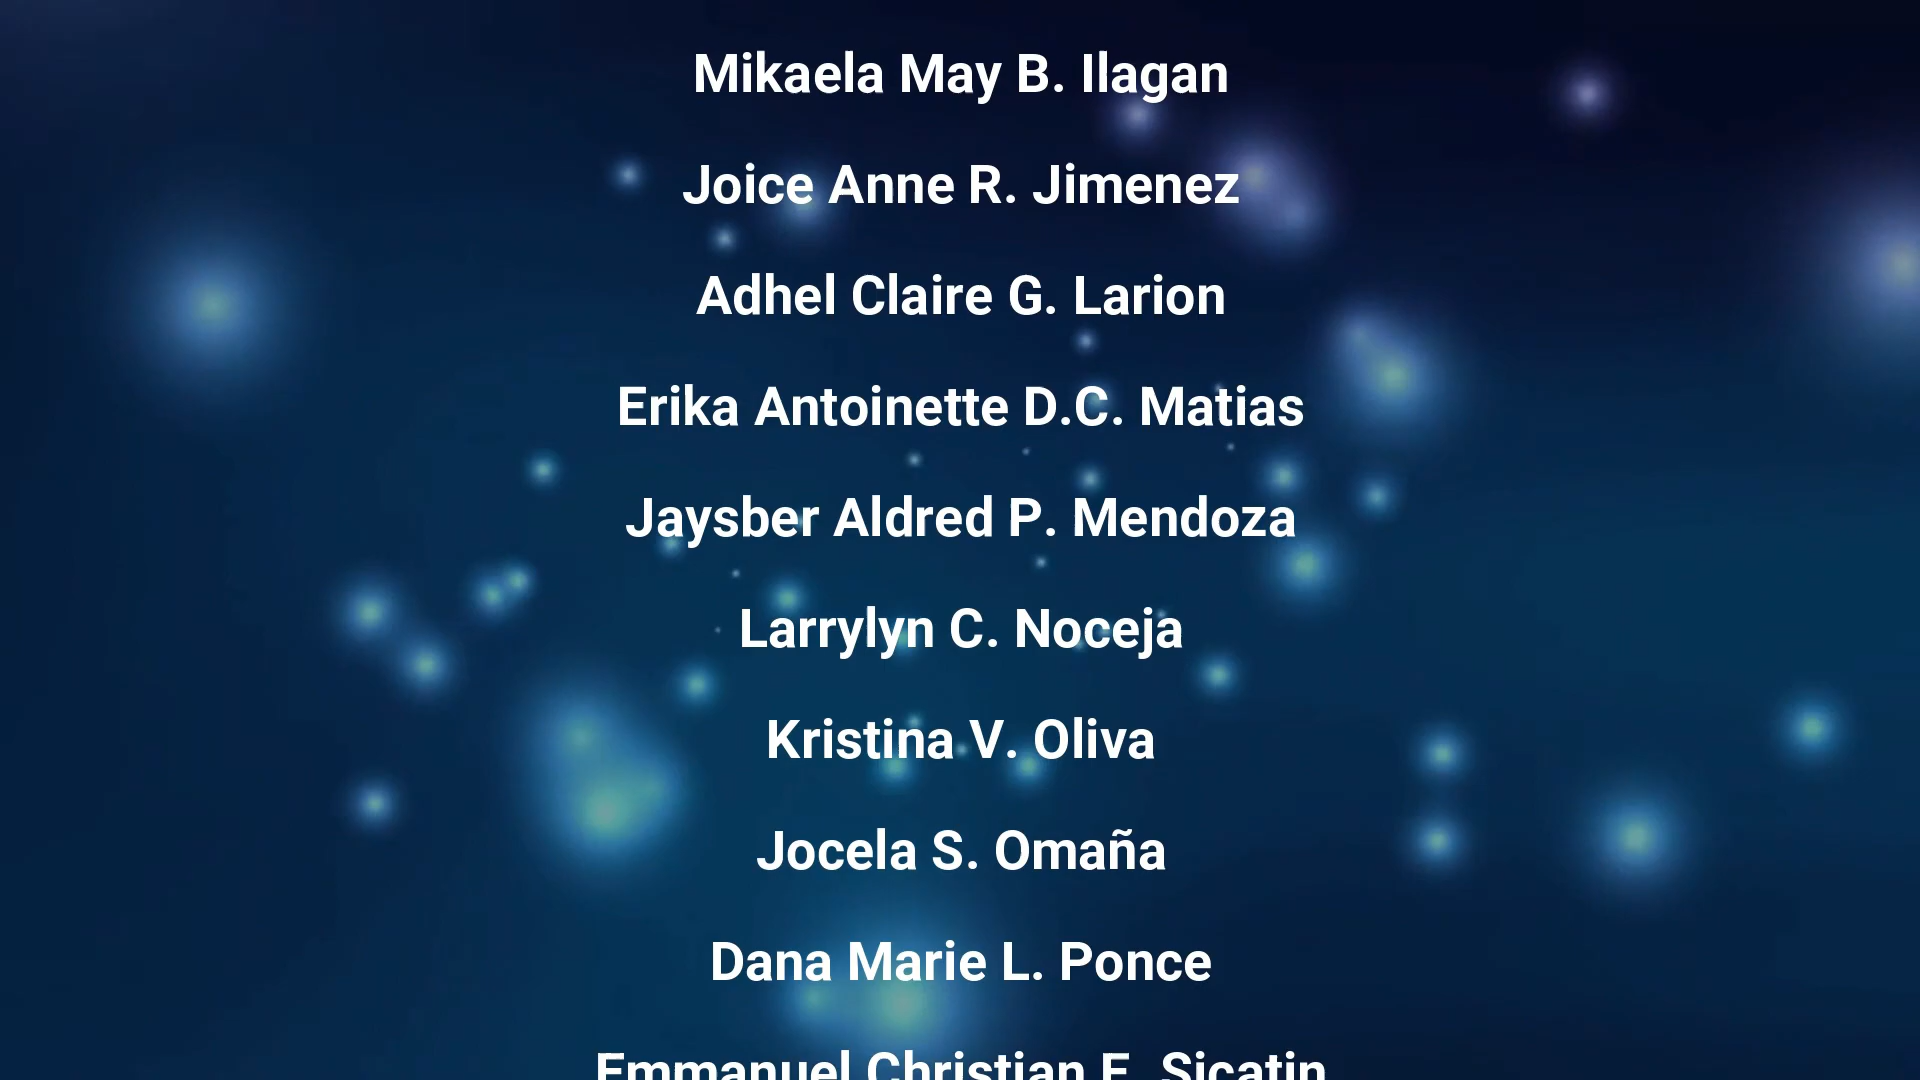 Mikaela May B. Ilagan
Joice Anne R. Jimenez
Adhel Claire G. Larion
Erika Antoinette D.C. Matias
Jaysber Aldred P. Mendoza
Larrylyn C. Noceja
Kristina V. Oliva
Jocela S. Omaña
Dana Marie L. Ponce
Emmanuel Christian Sicatin